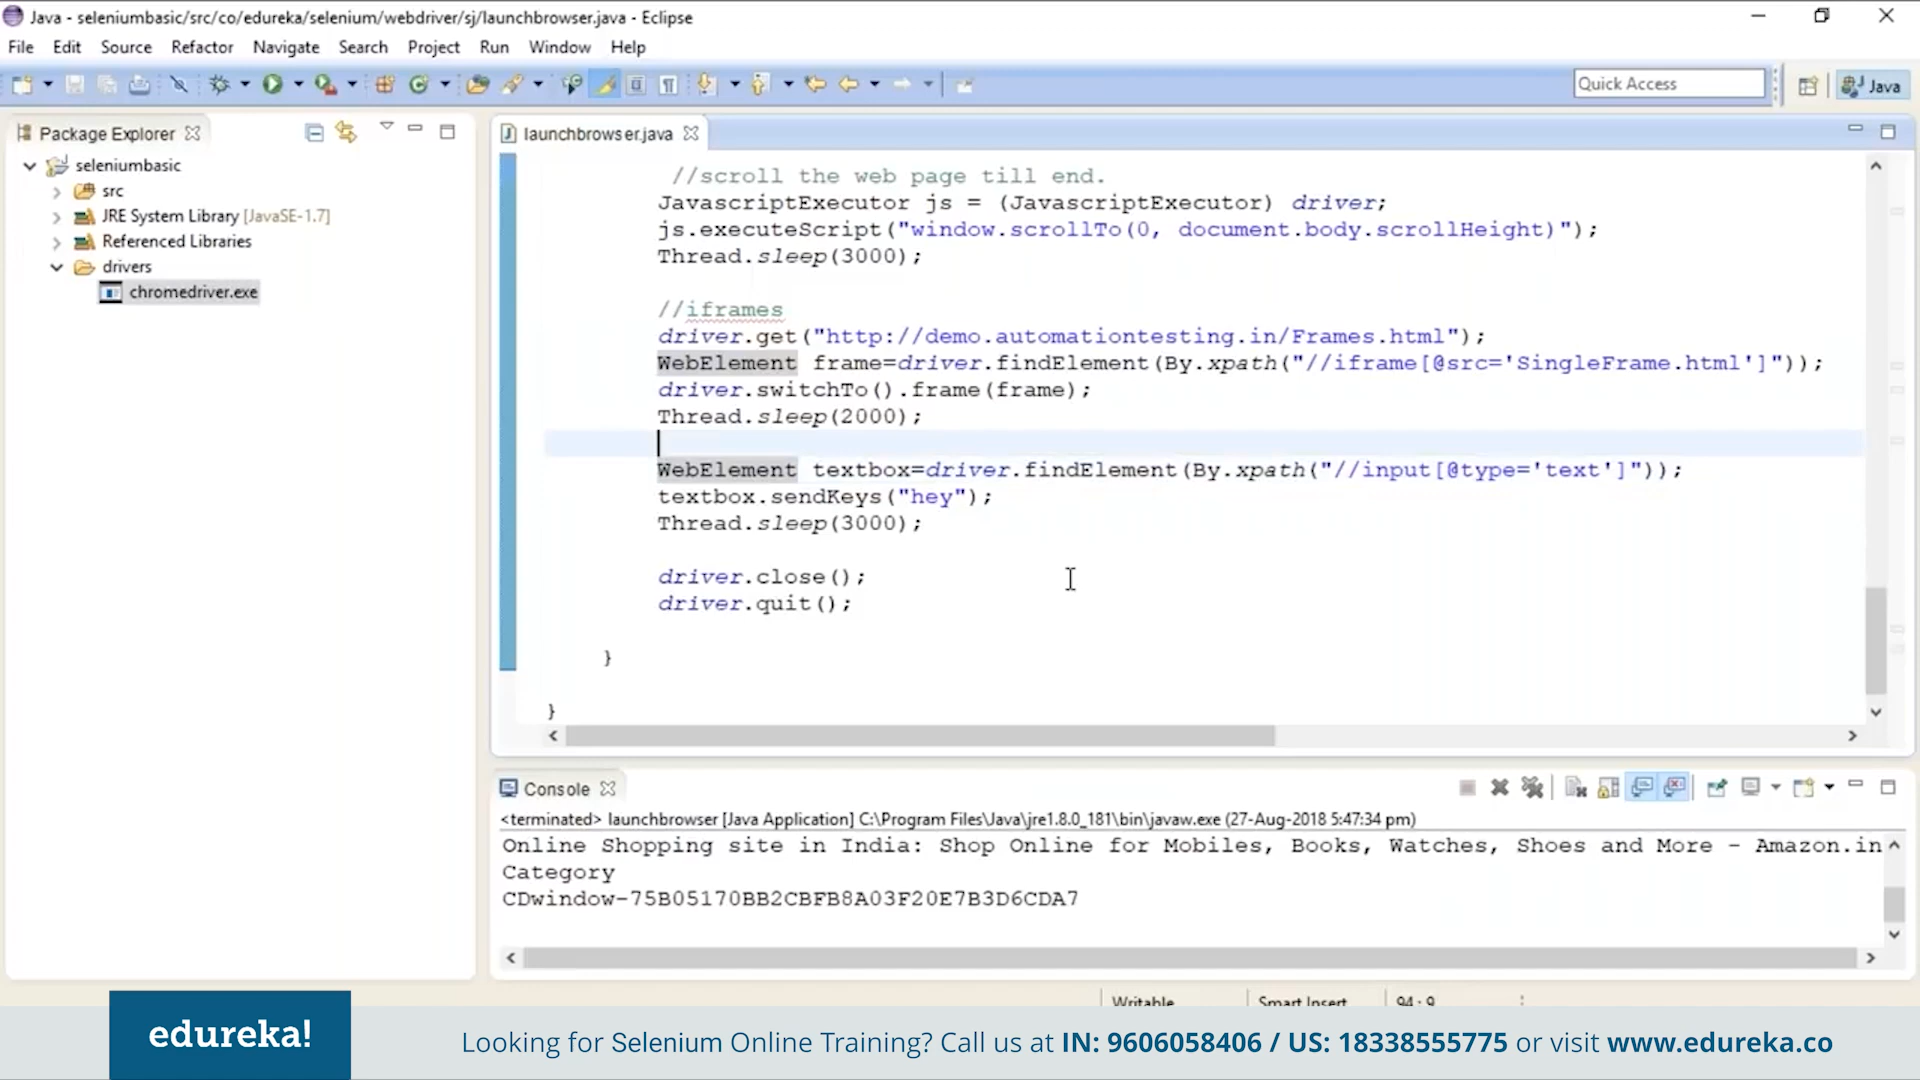 Java - seleniumbasic/src/co/edureka/selenium/webdriver/sj/launchbrowser.java - Eclipse
File Edit Source Refactor Navigate Search Project Run Window Help
Quick Access
Java
Package Explorer
seleniumbasic
src
JRE System Library [JavaSE-1.7]
Referenced Libraries
drivers
chromedriver.exe
launchbrowser.java
//scroll the web page till end.
JavascriptExecutor js = (JavascriptExecutor) driver;
js.executeScript("window.scrollTo(0, document.body.scrollHeight)");
Thread.sleep(3000);
//iframes
driver.get("http://demo.automationtesting.in/Frames.html");
WebElement frame=driver.findElement(By.xpath("//iframe[@src='SingleFrame.html']"));
driver.switchTo().frame(frame);
Thread.sleep(2000);
WebElement textbox=driver.findElement(By.xpath("//input[@type='text']"));
textbox.sendKeys("hey");
Thread.sleep(3000);
driver.close();
driver.quit();
}
}
Console
<terminated> launchbrowser [Java Application] C:\Program Files\Java\jre1.8.0_181\bin\javaw.exe (27-Aug-2018 5:47:34 pm)
Online Shopping site in India: Shop Online for Mobiles, Books, Watches, Shoes and More - Amazon.in
Category
CDwindow-75B05170BB2CBFB8A03F20E7B3D6CDA7
Writable Smart Insert 94 : 9
edureka!
Looking for Selenium Online Training? Call us at IN: 9606058406 / US: 18338555775 or visit www.edureka.co